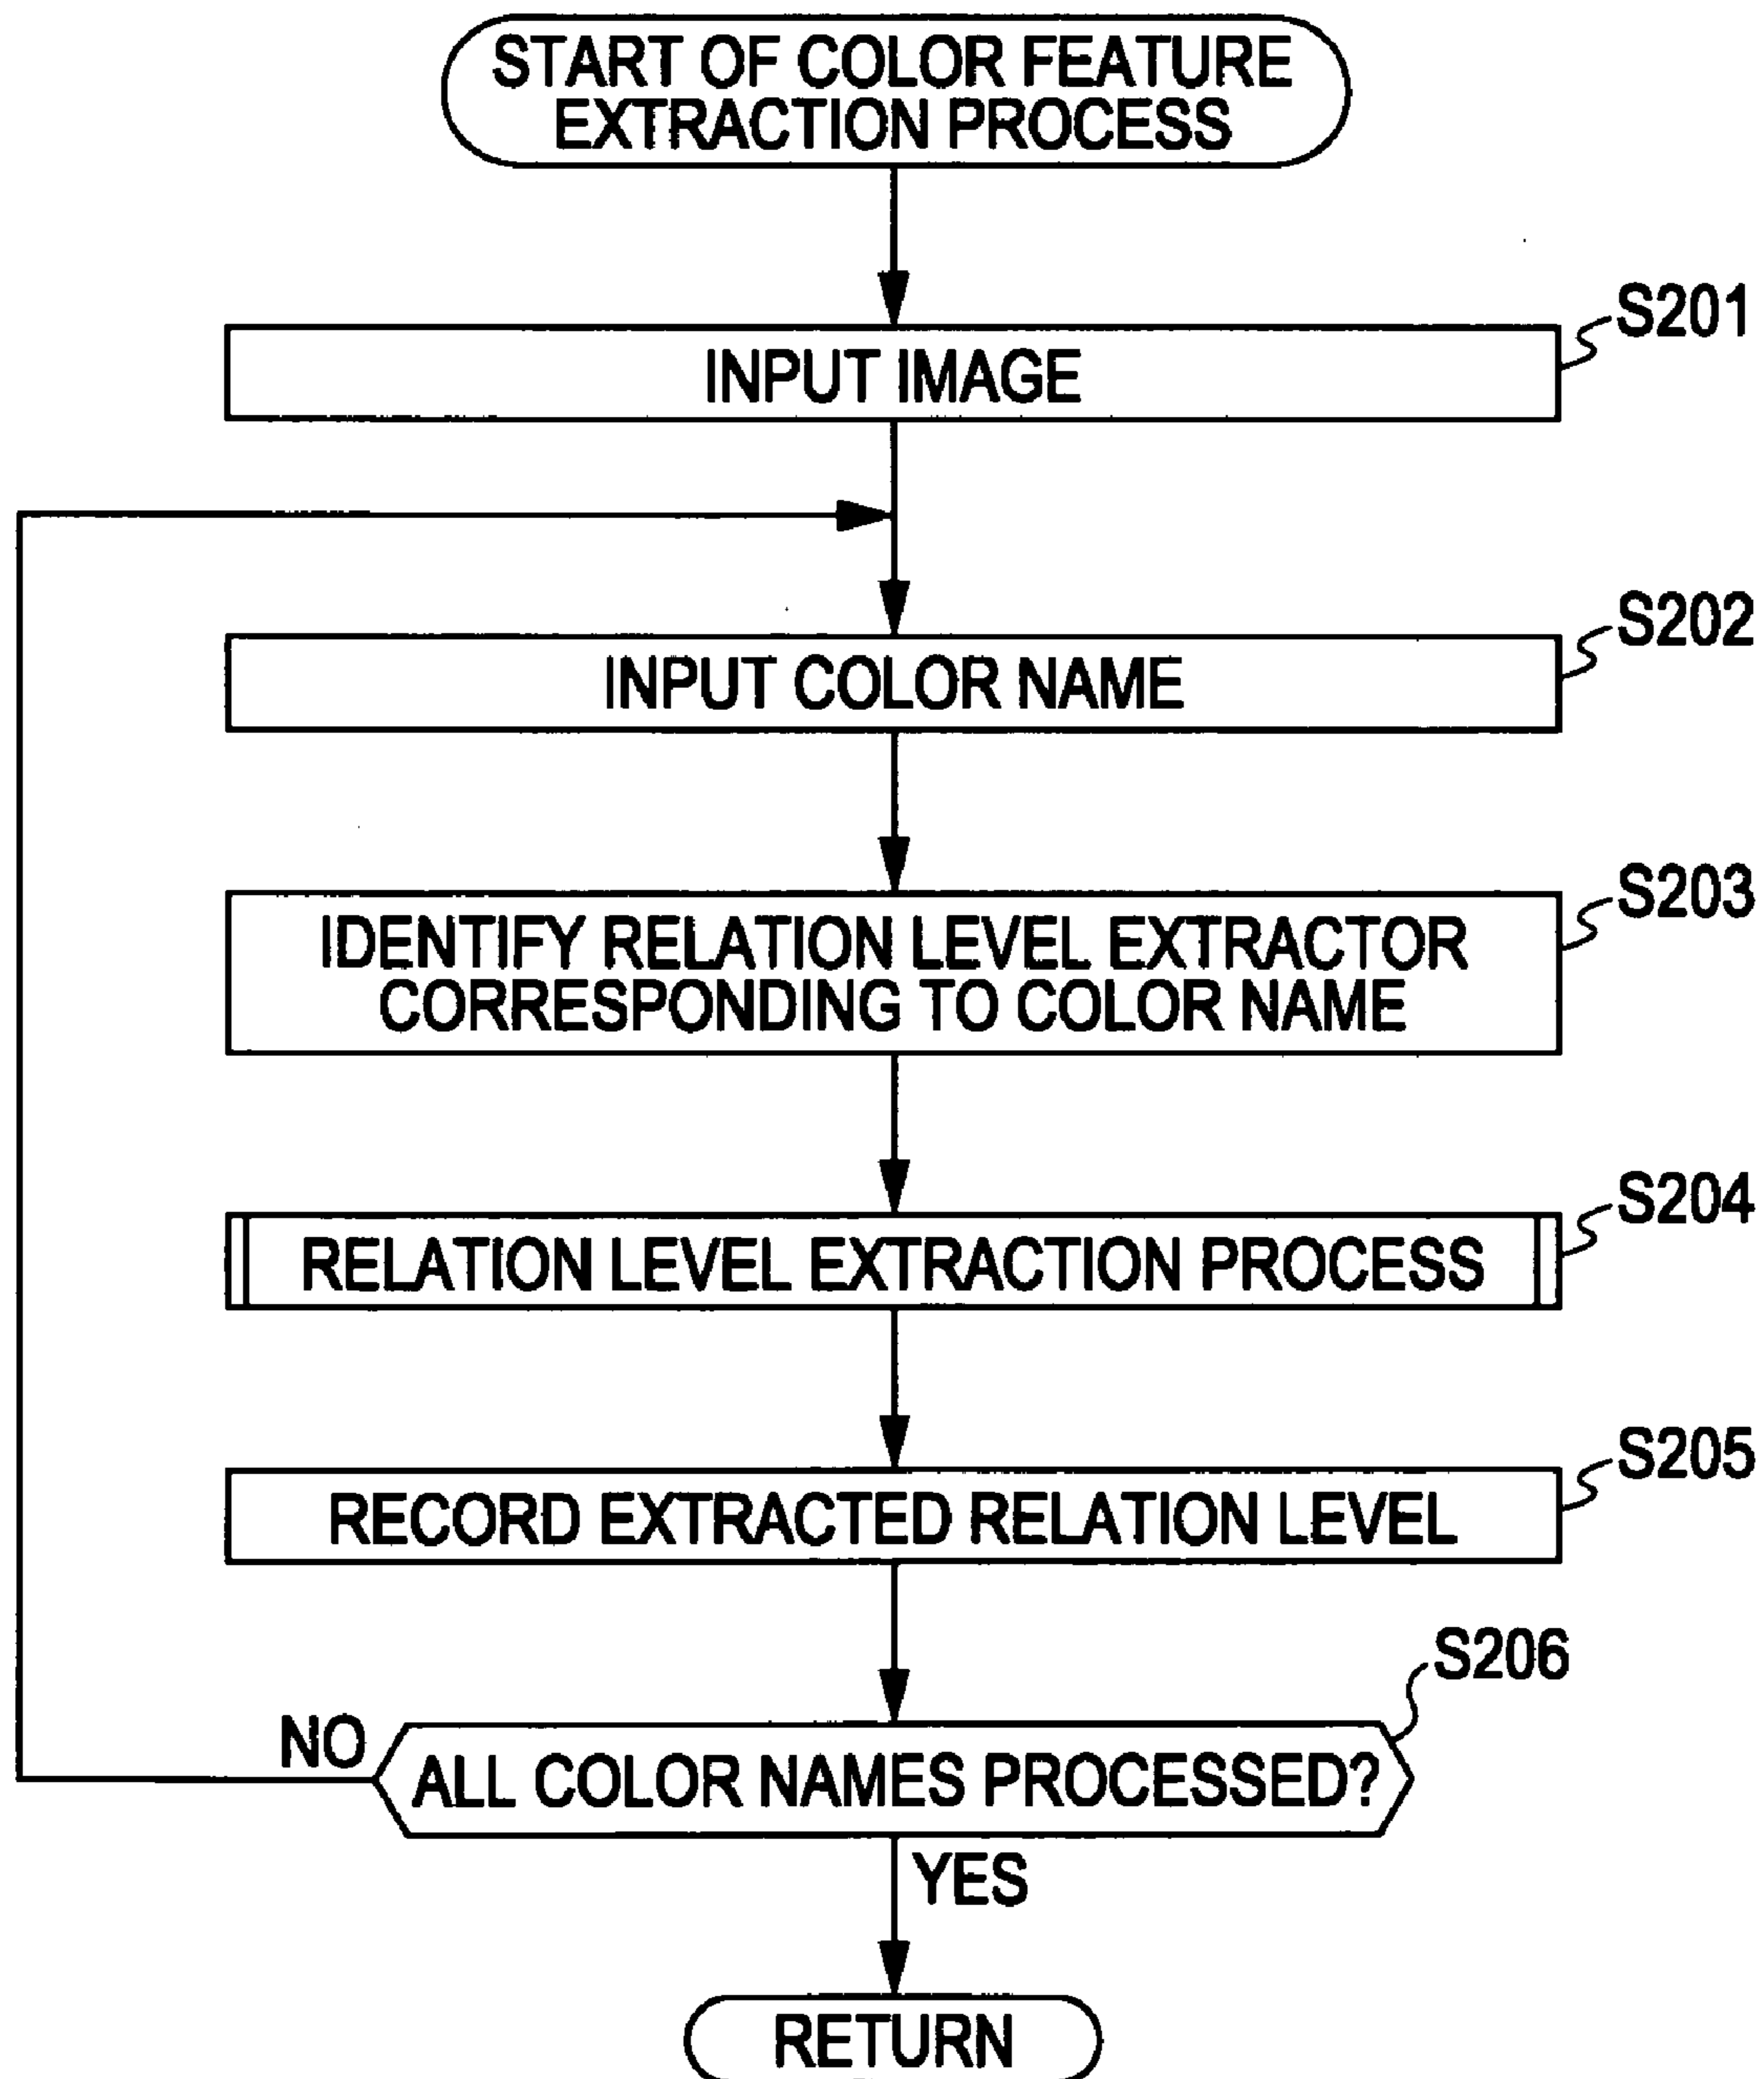 START OF COLOR FEATURE
EXTRACTION PROCESS
S201
INPUT IMAGE
S202
INPUT COLOR NAME
S203
IDENTIFY RELATION LEVEL EXTRACTOR
CORRESPONDING TO COLOR NAME
S204
RELATION LEVEL EXTRACTION PROCESS
S205
RECORD EXTRACTED RELATION LEVEL
S206
NO
ALL COLOR NAMES PROCESSED?
YES
RETURN